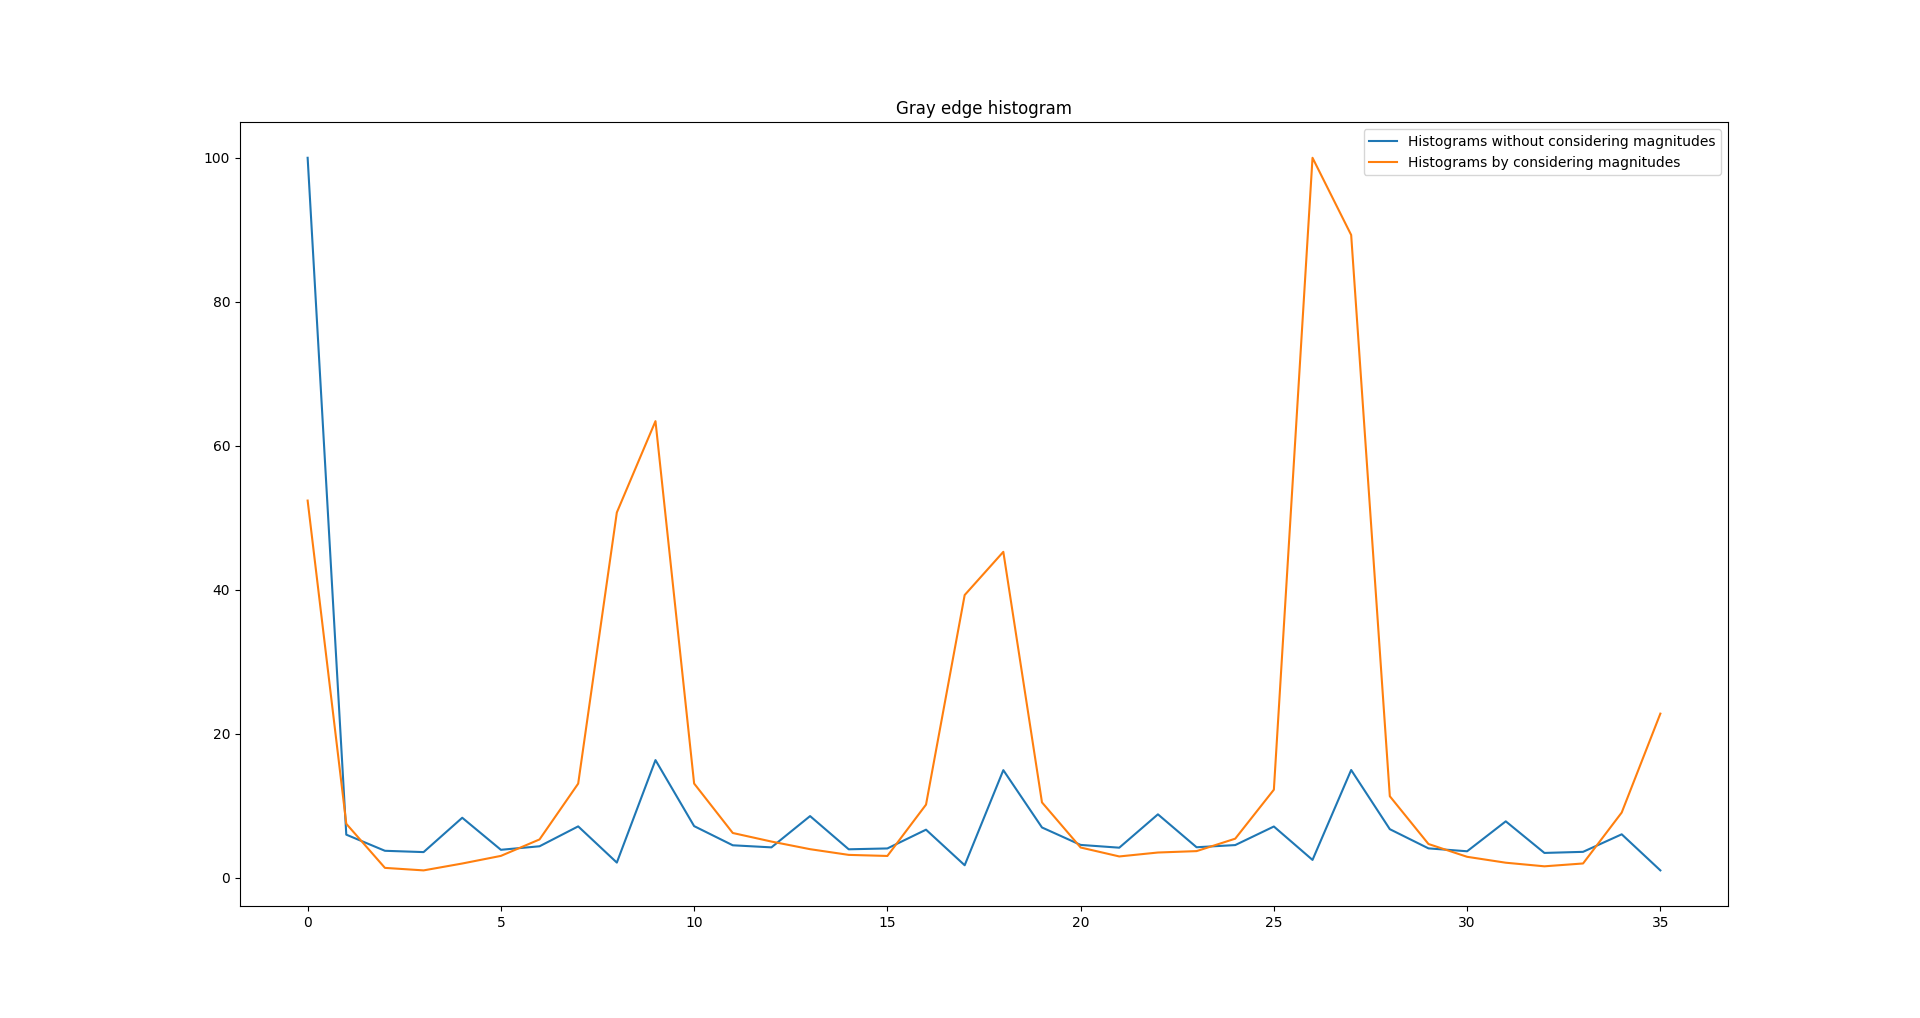 Gray edge histogram
Histograms without considering magnitudes
Histograms by considering magnitudes
100
80
60
40
20
0
0 5 10 15 20 25 30 35